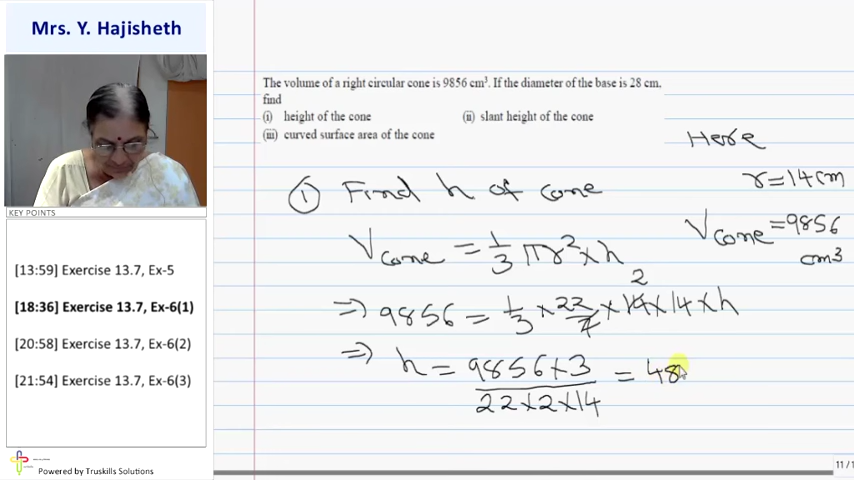 Mrs. Y. Hajisheth
KEY POINTS
[13:59] Exercise 13.7, Ex-5
[18:36] Exercise 13.7, Ex-6(1)
[20:58] Exercise 13.7, Ex-6(2)
[21:54] Exercise 13.7, Ex-6(3)
Powered by Truskills Solutions
The volume of a right circular cone is 9856 cm³. If the diameter of the base is 28 cm,
find
(i) height of the cone (ii) slant height of the cone
(iii) curved surface area of the cone
Here
r = 14 cm
V cone = 9856
cm³
① Find h of cone
V cone = 1/3 πr² × h
2
⇒ 9856 = 1/3 × 22/7 × 14 × 14 × h
⇒ h = 9856 × 3 / 22 × 2 × 14 = 48
11/1